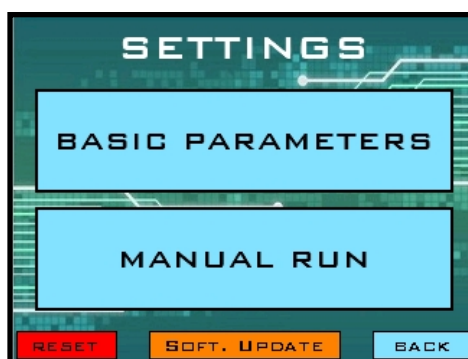 SETTINGS
BASIC PARAMETERS
MANUAL RUN
RESET SOFT. UPDATE BACK